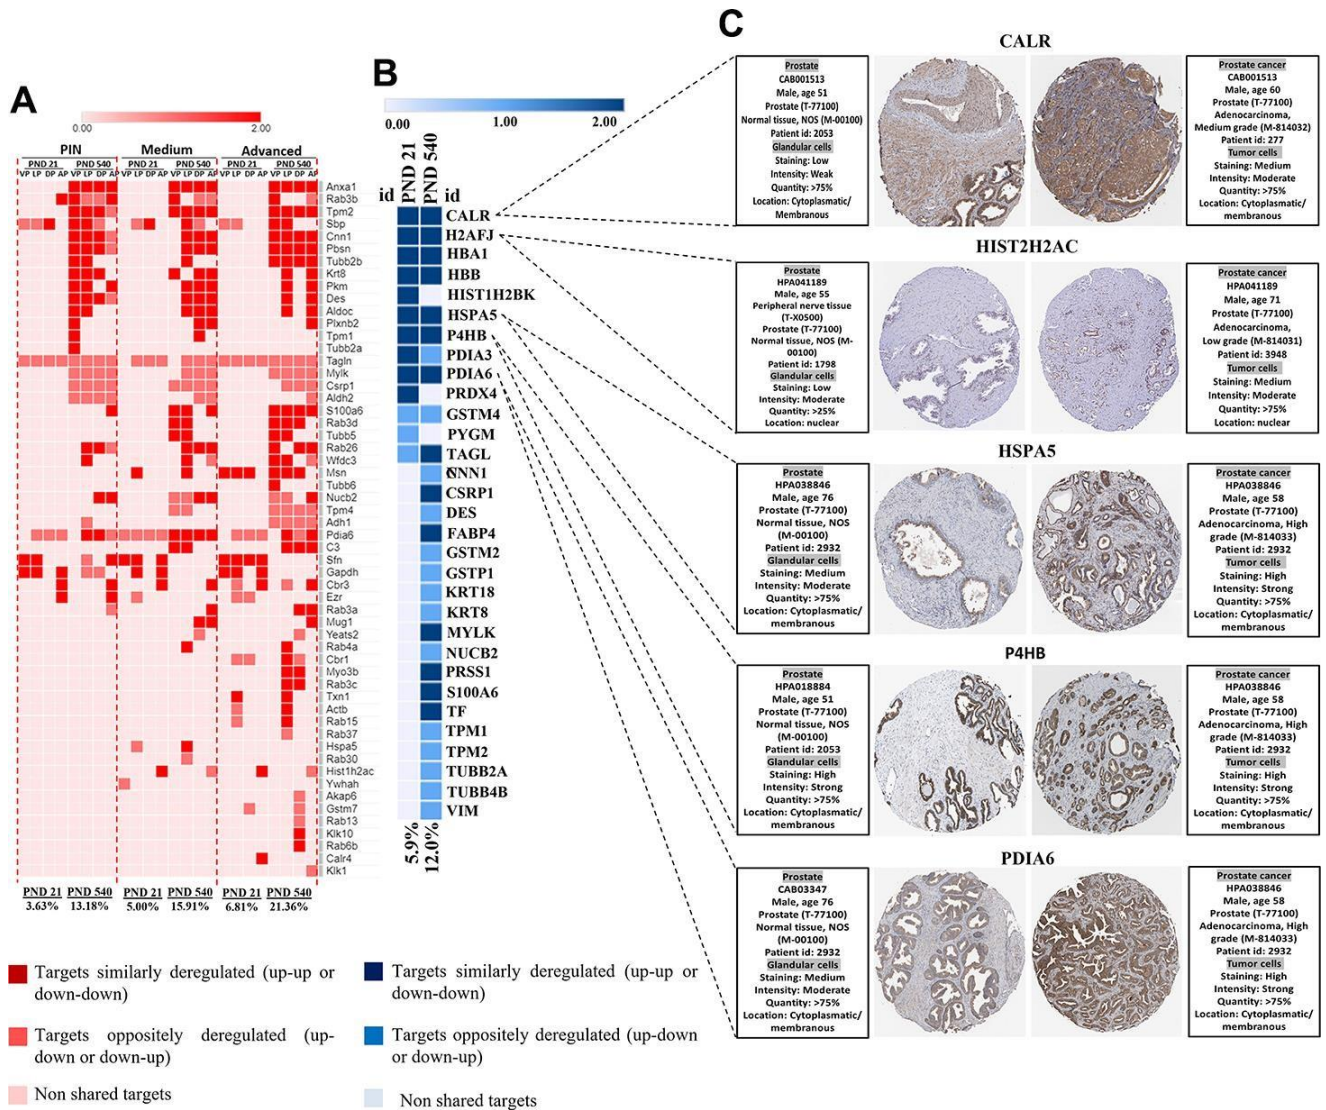 A
0.00
2.00
PIN
Medium
Advanced
PND 21
PND 540
PND 21
PND 540
PND 21
PND 540
VP LP DP AP VP LP DP AP
VP LP DP AP VP LP DP AP
VP LP DP AP VP LP DP AP
Anxa1
Rab3b
Tpm2
Sbp
Cnn1
Pbsn
Tubb2b
Krt8
Pkm
Des
Aldoc
Plxnb2
Tpm1
Tubb2a
Tagln
Mylk
Csrp1
Aldh2
S100a6
Rab3d
Tubb5
Rab26
Wfdc3
Msn
Tubb6
Nucb2
Tpm4
Adh1
Pdia6
C3
Sfn
Gapdh
Cbr3
Ezr
Rab3a
Mug1
Yeats2
Rab4a
Cbr1
Myo3b
Rab3c
Txn1
Actb
Rab15
Rab37
Hspa5
Rab30
Hist1h2ac
Ywhah
Akap6
Gstm7
Rab13
Klk10
Rab6b
Calr4
Klk1
PND 21
3.63%
PND 540
13.18%
PND 21
5.00%
PND 540
15.91%
PND 21
6.81%
PND 540
21.36%
Targets similarly deregulated (up-up or
down-down)
Targets oppositely deregulated (up-
down or down-up)
Non shared targets
B
0.00
1.00
2.00
id
PND 21
PND 540
id
CALR
H2AFJ
HBA1
HBB
HIST1H2BK
HSPA5
P4HB
PDIA3
PDIA6
PRDX4
GSTM4
PYGM
TAGL
CNN1
CSRP1
DES
FABP4
GSTM2
GSTP1
KRT18
KRT8
MYLK
NUCB2
PRSS1
S100A6
TF
TPM1
TPM2
TUBB2A
TUBB4B
VIM
5.9%
12.0%
Targets similarly deregulated (up-up or
down-down)
Targets oppositely deregulated (up-down
or down-up)
Non shared targets
C
CALR
Prostate
CAB001513
Male, age 51
Prostate (T-77100)
Normal tissue, NOS (M-00100)
Patient id: 2053
Glandular cells
Staining: Low
Intensity: Weak
Quantity: >75%
Location: Cytoplasmatic/
Membranous
Prostate cancer
CAB001513
Male, age 60
Prostate (T-77100)
Adenocarcinoma,
Medium grade (M-814032)
Patient id: 277
Tumor cells
Staining: Medium
Intensity: Moderate
Quantity: >75%
Location: Cytoplasmatic/
membranous
HIST2H2AC
Prostate
HPA041189
Male, age 55
Peripheral nerve tissue
(T-X0500)
Prostate (T-77100)
Normal tissue, NOS (M-
00100)
Patient id: 1798
Glandular cells
Staining: Low
Intensity: Moderate
Quantity: >25%
Location: nuclear
Prostate cancer
HPA041189
Male, age 71
Prostate (T-77100)
Adenocarcinoma,
Low grade (M-814031)
Patient id: 3948
Tumor cells
Staining: Medium
Intensity: Moderate
Quantity: >75%
Location: nuclear
HSPA5
Prostate
HPA038846
Male, age 76
Prostate (T-77100)
Normal tissue, NOS
(M-00100)
Patient id: 2932
Glandular cells
Staining: Medium
Intensity: Moderate
Quantity: >75%
Location: Cytoplasmatic/
membranous
Prostate cancer
HPA038846
Male, age 58
Prostate (T-77100)
Adenocarcinoma, High
grade (M-814033)
Patient id: 2932
Tumor cells
Staining: High
Intensity: Strong
Quantity: >75%
Location: Cytoplasmatic/
membranous
P4HB
Prostate
HPA018884
Male, age 51
Prostate (T-77100)
Normal tissue, NOS
(M-00100)
Patient id: 2053
Glandular cells
Staining: High
Intensity: Strong
Quantity: >75%
Location: Cytoplasmatic/
membranous
Prostate cancer
HPA038846
Male, age 58
Prostate (T-77100)
Adenocarcinoma, High
grade (M-814033)
Patient id: 2932
Tumor cells
Staining: High
Intensity: Strong
Quantity: >75%
Location: Cytoplasmatic/
membranous
PDIA6
Prostate
CAB03347
Male, age 76
Prostate (T-77100)
Normal tissue, NOS
(M-00100)
Patient id: 2932
Glandular cells
Staining: Medium
Intensity: Moderate
Quantity: >75%
Location: Cytoplasmatic/
membranous
Prostate cancer
HPA038846
Male, age 58
Prostate (T-77100)
Adenocarcinoma, High
grade (M-814033)
Patient id: 2932
Tumor cells
Staining: High
Intensity: Strong
Quantity: >75%
Location: Cytoplasmatic/
membranous